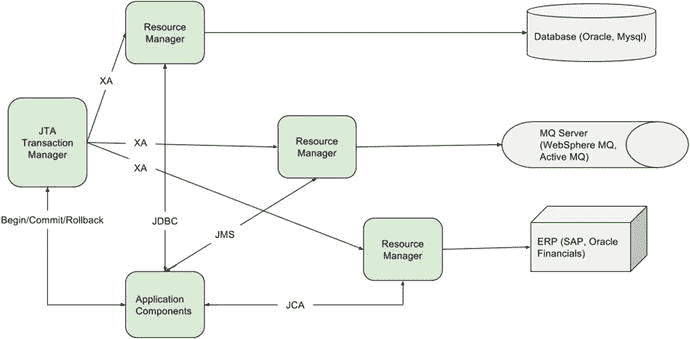 Resource
Manager
Database (Oracle, Mysql)
XA
JTA
Transaction
Manager
XA
XA
Resource
Manager
MQ Server
(WebSphere MQ,
Active MQ)
Begin/Commit/Rollback
JDBC
JMS
Resource
Manager
ERP (SAP, Oracle
Financials)
Application
Components
JCA